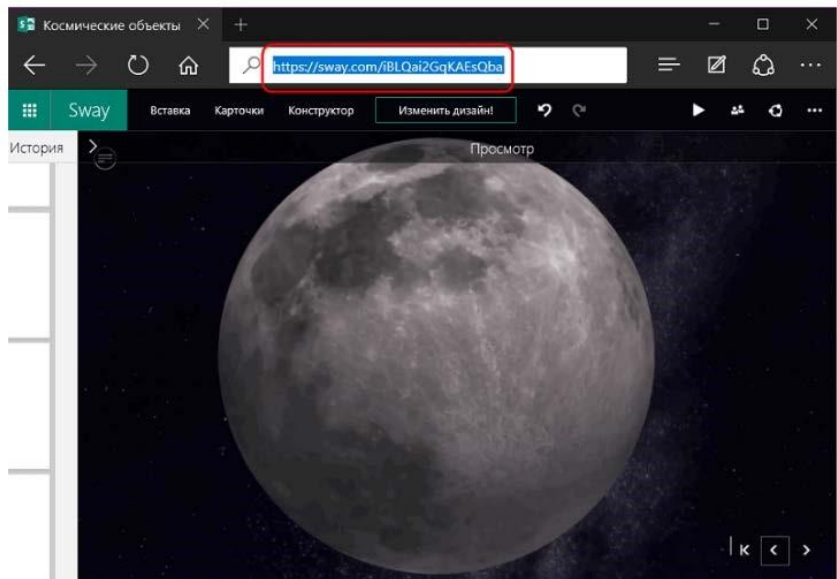 Космические объекты
https://sway.com/iBLQai2GqKAEsQba
Sway Вставка Карточки Конструктор Изменить дизайн!
История Просмотр